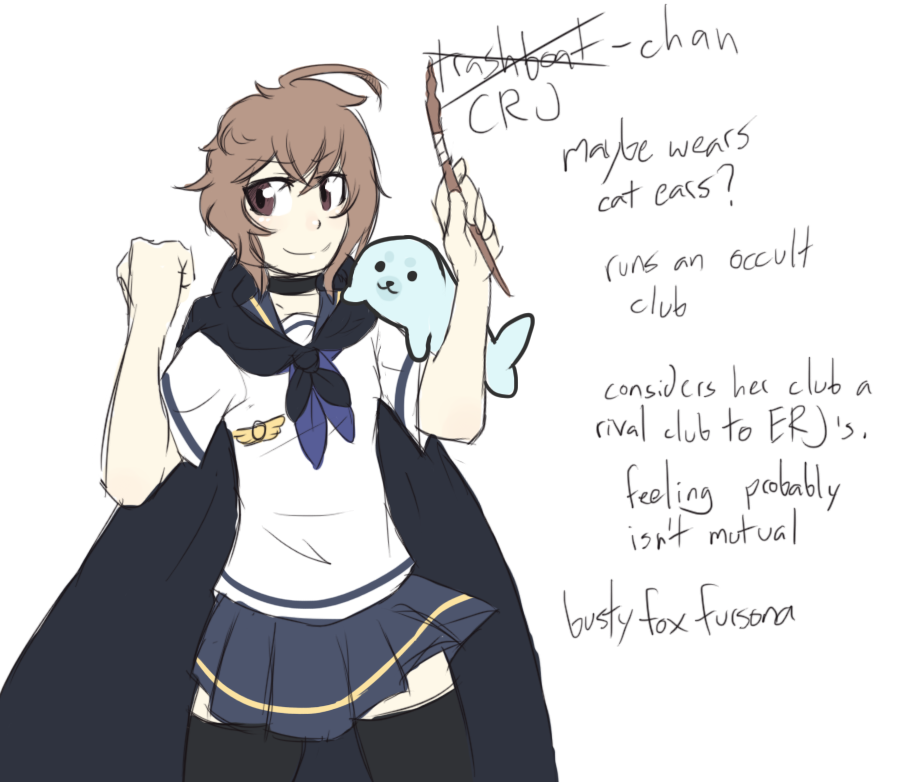 trashboat-chan
CRJ
maybe wears
cat ears?
runs an occult
club
considers her club a
rival club to ERJ's.
feeling probably
isn't mutual
busty fox fursona